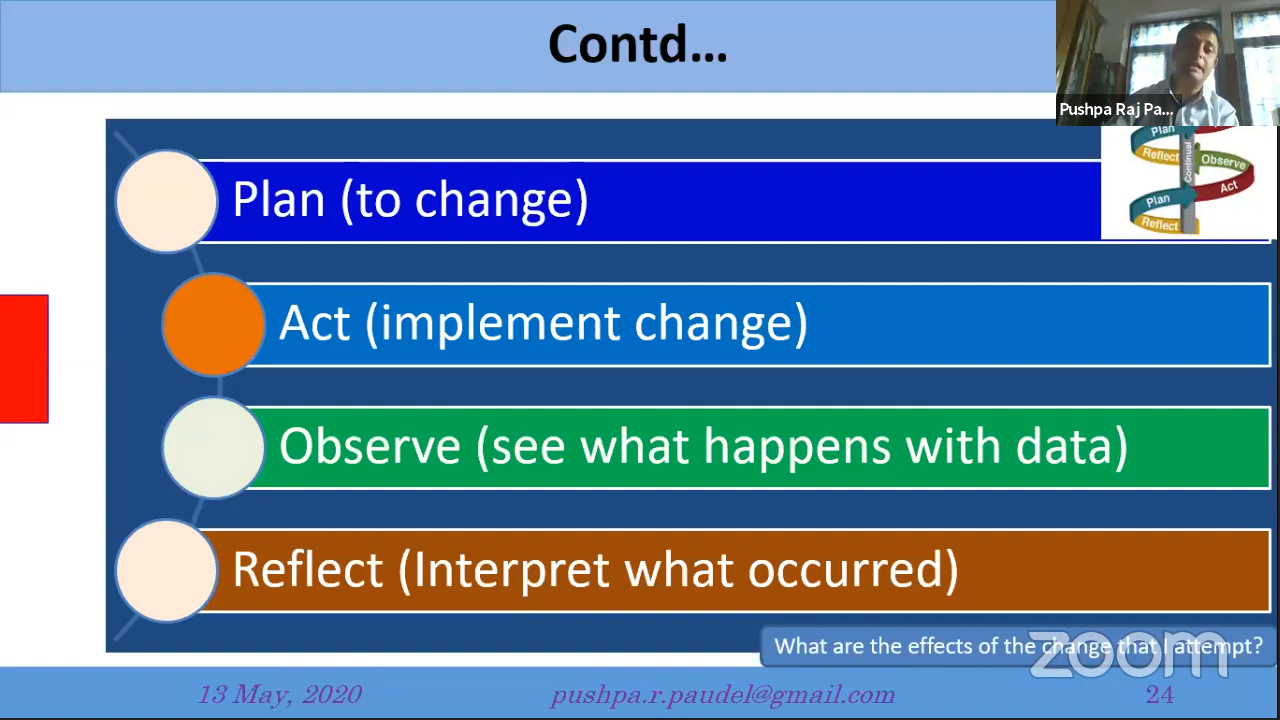 Contd...
Pushpa Raj Pa...
Plan
Reflect
Continual
Observe
Act
Plan
Reflect
Plan (to change)
Act (implement change)
Observe (see what happens with data)
Reflect (Interpret what occurred)
What are the effects of the change that I attempt?
zoom
13 May, 2020
pushpa.r.paudel@gmail.com
24